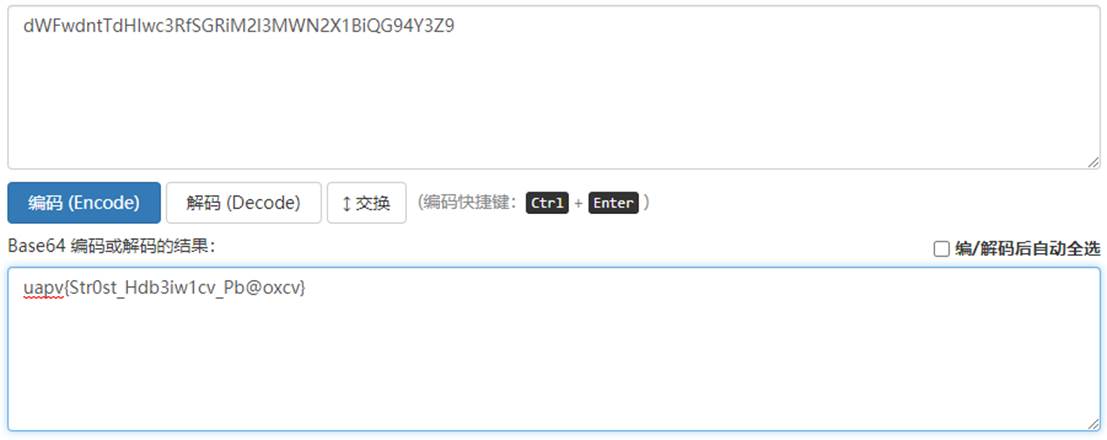 dWFwdntTdHIwc3RfSGRiM2l3MWN2X1BiQG94Y3Z9
编码 (Encode) 解码 (Decode) ↕交换 (编码快捷键： Ctrl + Enter )
Base64 编码或解码的结果： 编/解码后自动全选
uapv{Str0st_Hdb3iw1cv_Pb@oxcv}